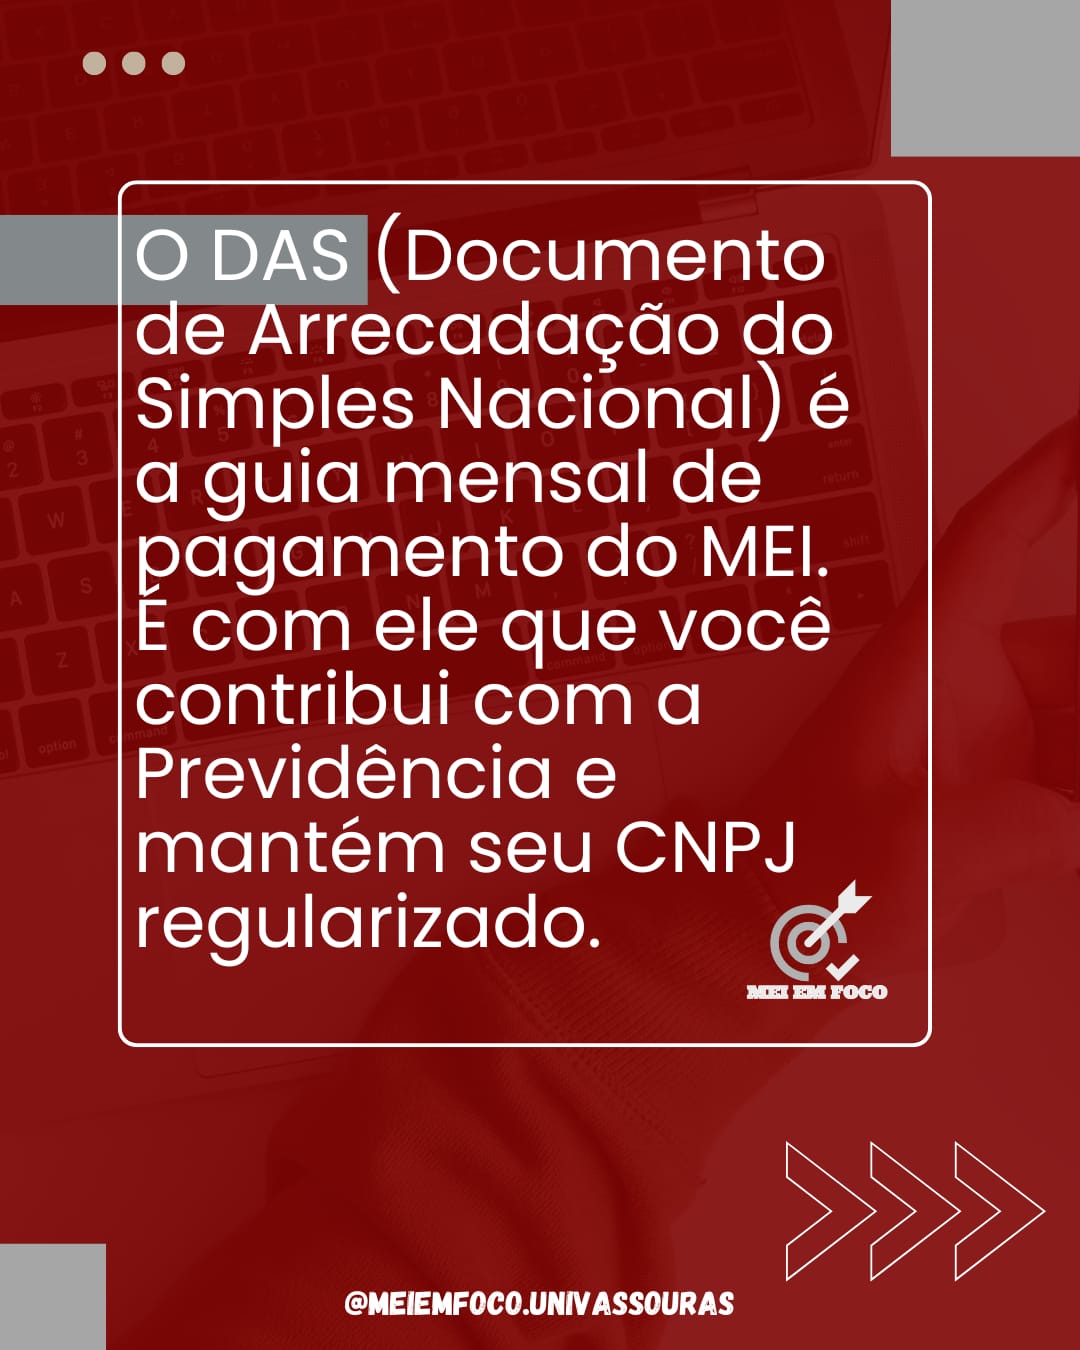 O DAS (Documento
de Arrecadação do
Simples Nacional) é
a guia mensal de
pagamento do MEI.
É com ele que você
contribui com a
Previdência e
mantém seu CNPJ
regularizado.
MEI EM FOCO
@MEIEMFOCO.UNIVASSOURAS